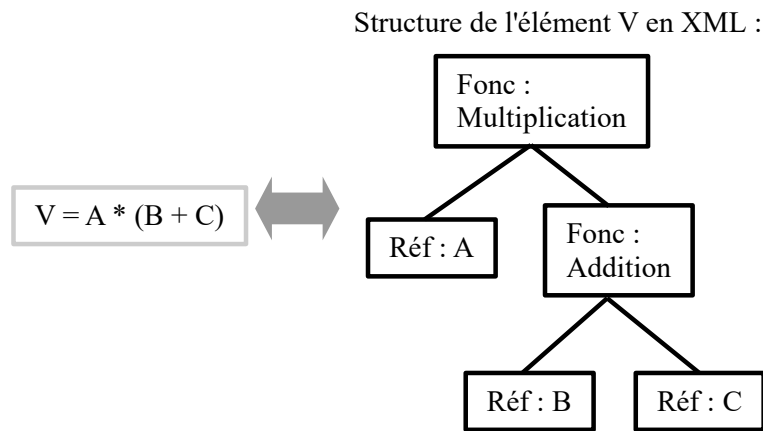 Structure de l'élément V en XML :
Fonc :
Multiplication
V = A * (B + C)
Réf : A
Fonc :
Addition
Réf : B
Réf : C